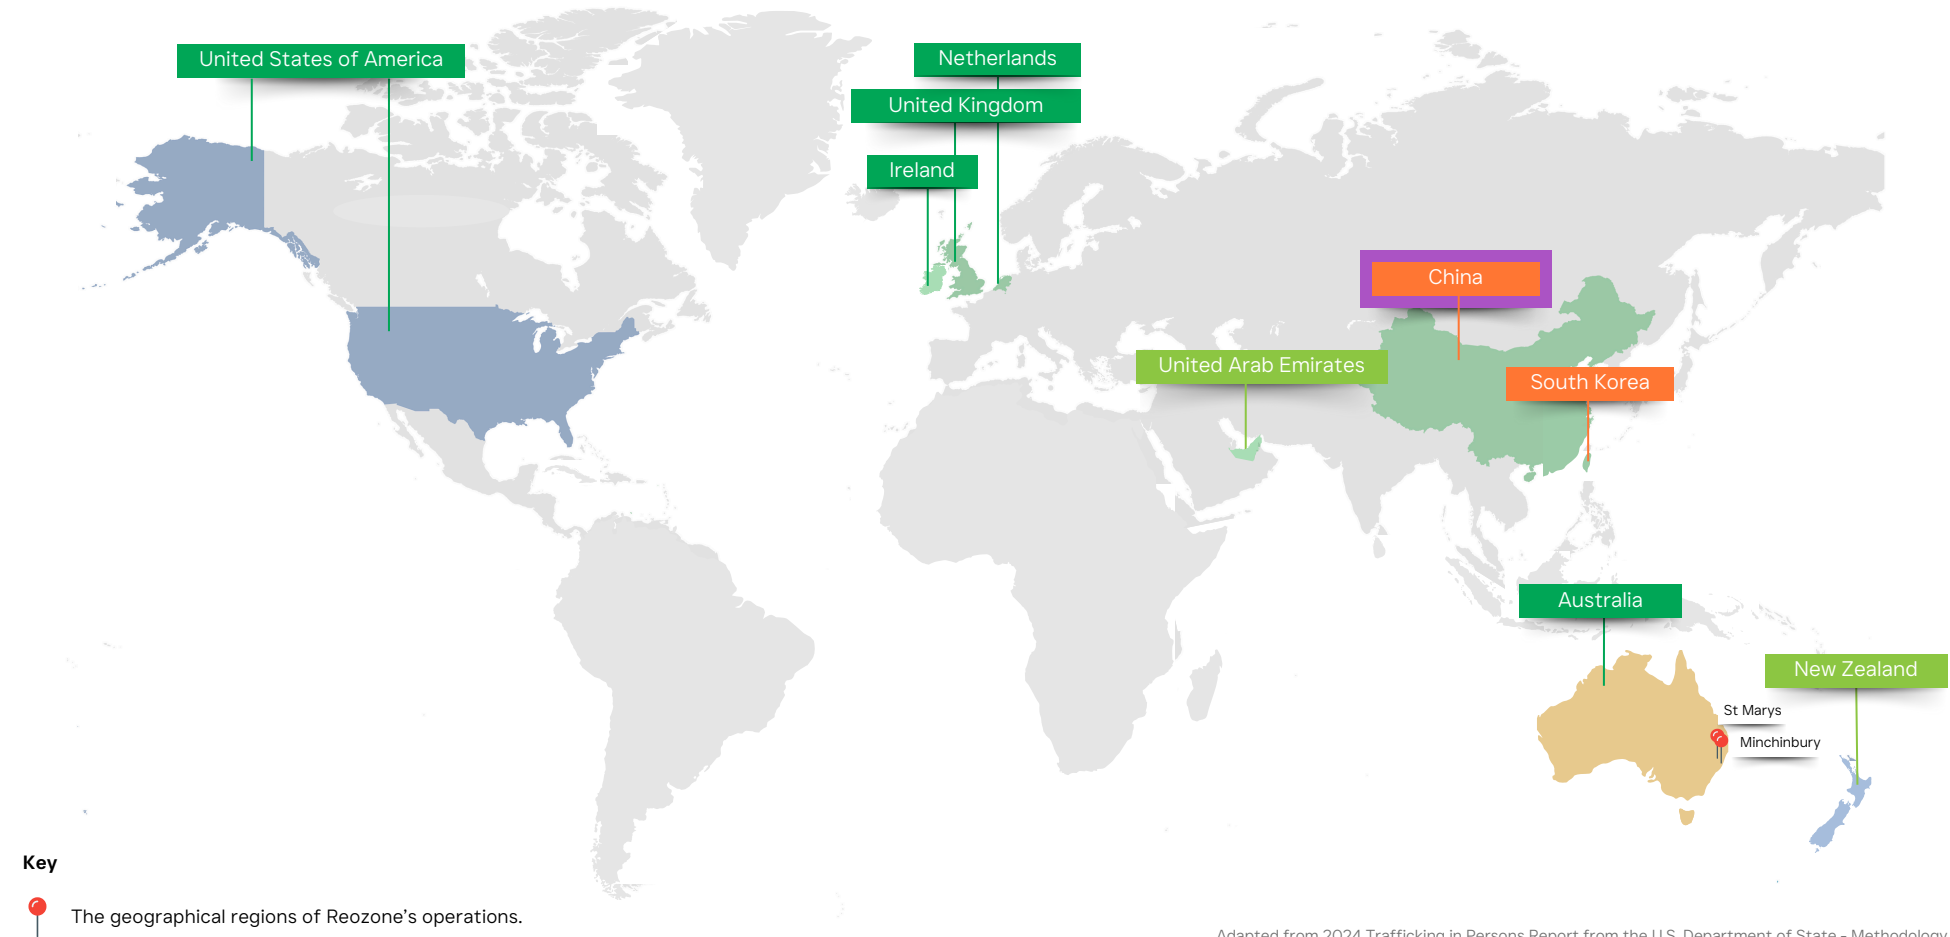 United States of America
Netherlands
United Kingdom
Ireland
China
United Arab Emirates
South Korea
Australia
New Zealand
St Marys
Minchinbury
Key
The geographical regions of Reozone's operations.
Adapted from 2024 Trafficking in Persons Report from the U.S. Department of State - Methodology